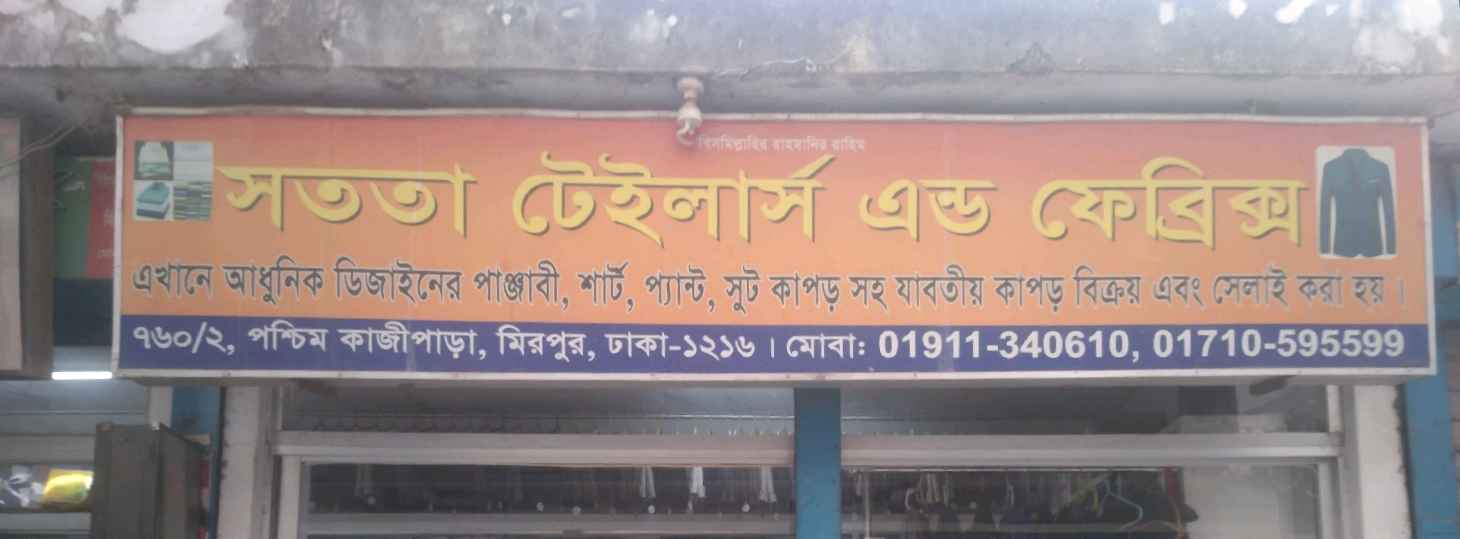 বিসমিল্লাহির রাহমানির রাহিম
সততা টেইলার্স এন্ড ফেব্রিক্স
এখানে আধুনিক ডিজাইনের পাঞ্জাবী, শার্ট, প্যান্ট, সুট কাপড় সহ যাবতীয় কাপড় বিক্রয় এবং সেলাই করা হয়।
৭৬০/২, পশ্চিম কাজীপাড়া, মিরপুর, ঢাকা-১২১৬। মোবা: 01911-340610, 01710-595599